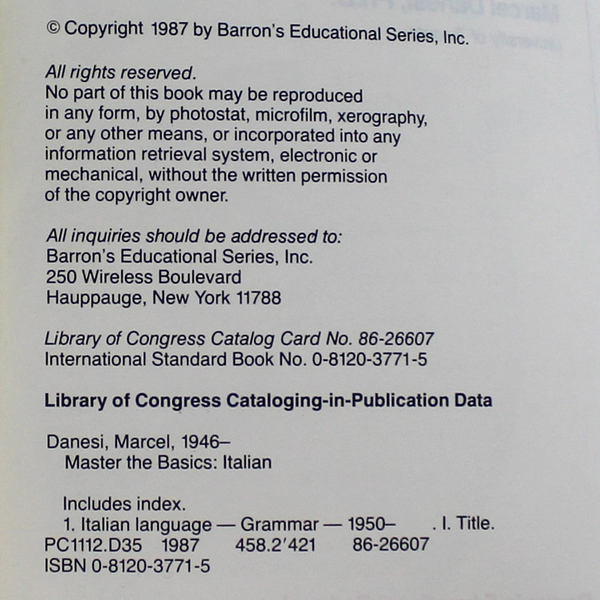 © Copyright 1987 by Barron's Educational Series, Inc.
All rights reserved.
No part of this book may be reproduced
in any form, by photostat, microfilm, xerography,
or any other means, or incorporated into any
information retrieval system, electronic or
mechanical, without the written permission
of the copyright owner.
All inquiries should be addressed to:
Barron's Educational Series, Inc.
250 Wireless Boulevard
Hauppauge, New York 11788
Library of Congress Catalog Card No. 86-26607
International Standard Book No. 0-8120-3771-5
Library of Congress Cataloging-in-Publication Data
Danesi, Marcel, 1946–
Master the Basics: Italian
Includes index.
1. Italian language — Grammar — 1950– . I. Title.
PC1112.D35 1987 458.2'421 86-26607
ISBN 0-8120-3771-5